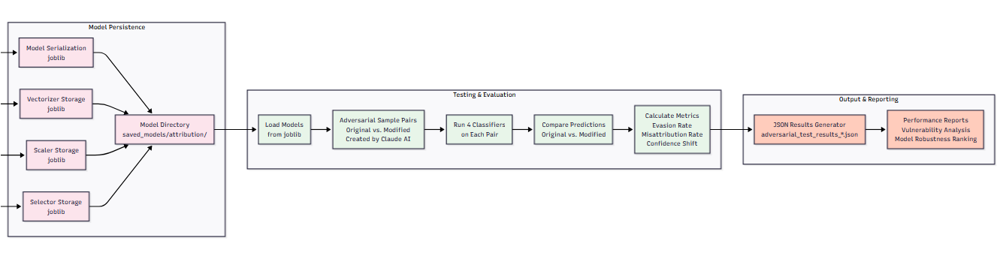 Model Persistence
Model Serialization
joblib
Vectorizer Storage
joblib
Scaler Storage
joblib
Selector Storage
joblib
Model Directory
saved_models/attribution/
Testing & Evaluation
Load Models
from joblib
Adversarial Sample Pairs
Original vs. Modified
Created by Claude AI
Run 4 Classifiers
on Each Pair
Compare Predictions
Original vs. Modified
Calculate Metrics
Evasion Rate
Misattribution Rate
Confidence Shift
Output & Reporting
JSON Results Generator
adversarial_test_results_*.json
Performance Reports
Vulnerability Analysis
Model Robustness Ranking